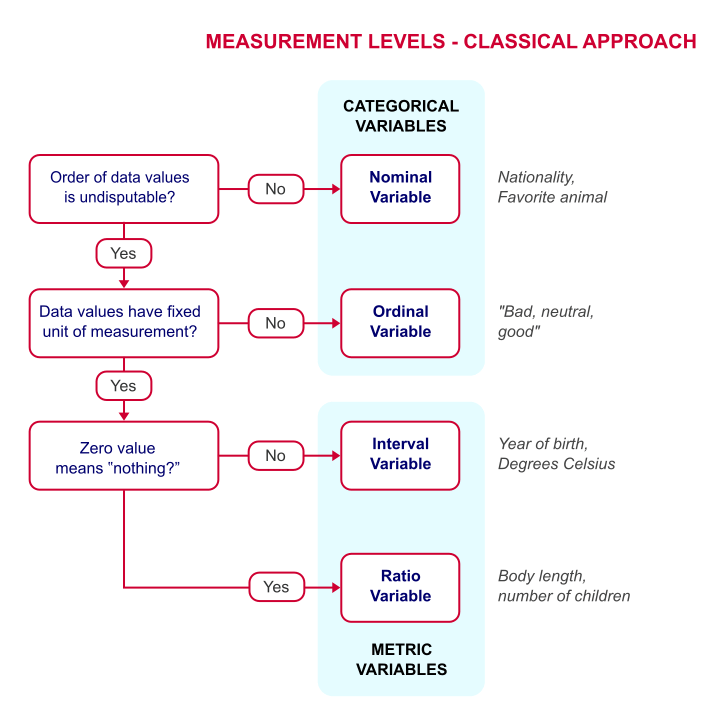 MEASUREMENT LEVELS - CLASSICAL APPROACH
CATEGORICAL
VARIABLES
Order of data values
is undisputable?
No
Nominal
Variable
Nationality,
Favorite animal
Yes
Data values have fixed
unit of measurement?
No
Ordinal
Variable
"Bad, neutral,
good"
Yes
Zero value
means “nothing?”
No
Interval
Variable
Year of birth,
Degrees Celsius
Yes
Ratio
Variable
Body length,
number of children
METRIC
VARIABLES